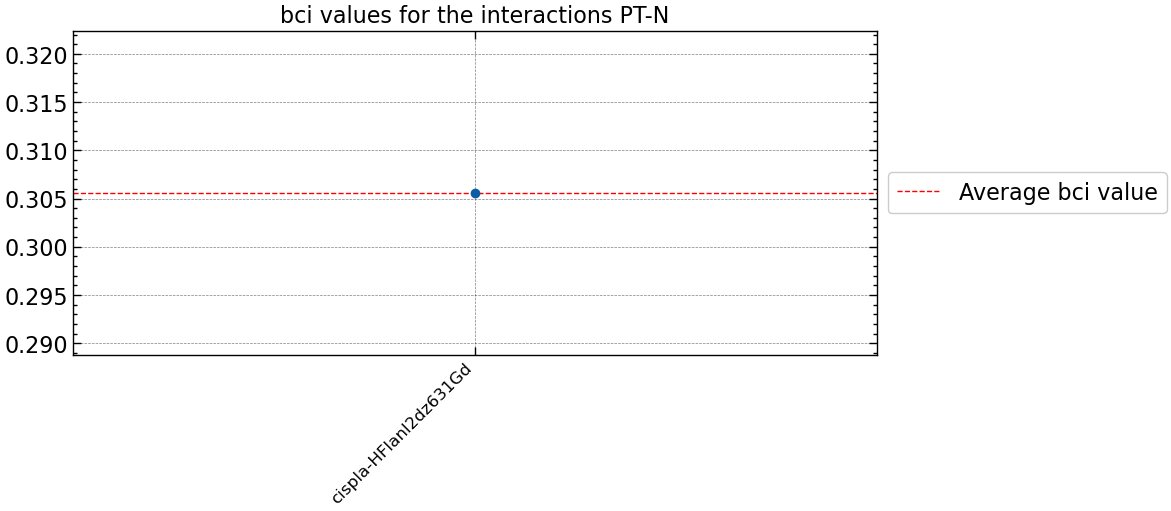 bci values for the interactions PT-N
0.320
0.315
0.310
0.305
0.300
0.295
0.290
Average bci value
cispla-HFlanl2dz631Gd